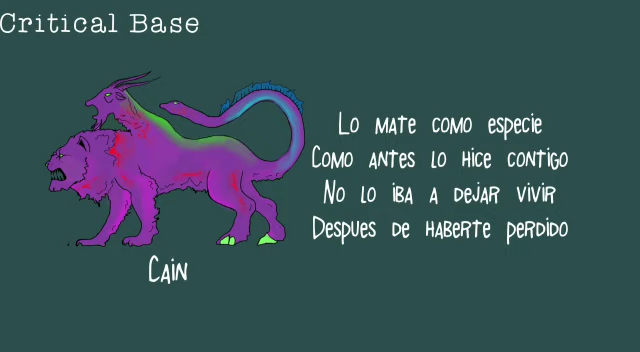 Critical Base
Lo mate como especie
Como antes lo hice contigo
No lo iba a dejar vivir
Despues de haberte perdido
Cain